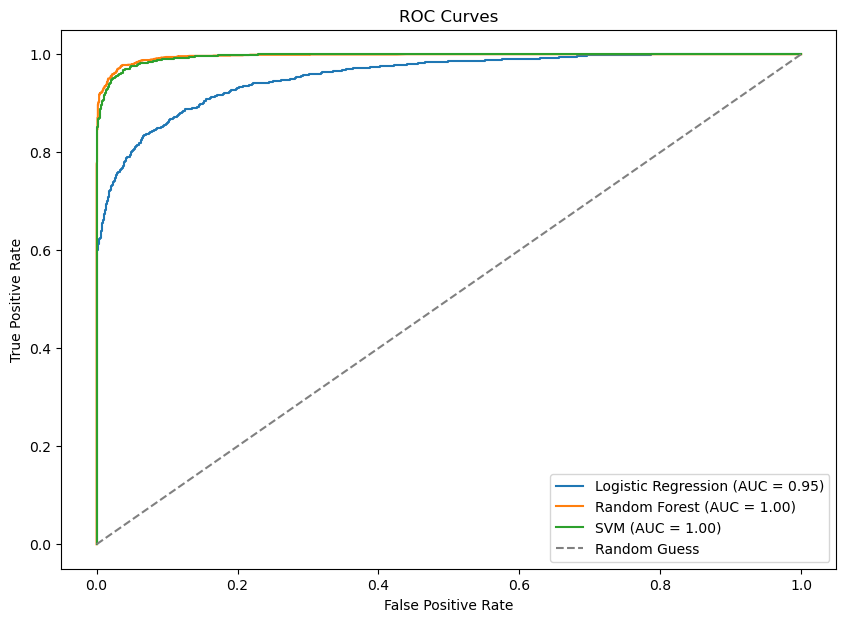 ROC Curves
True Positive Rate
1.0
0.8
0.6
0.4
0.2
0.0
Logistic Regression (AUC = 0.95)
Random Forest (AUC = 1.00)
SVM (AUC = 1.00)
Random Guess
0.0 0.2 0.4 0.6 0.8 1.0
False Positive Rate